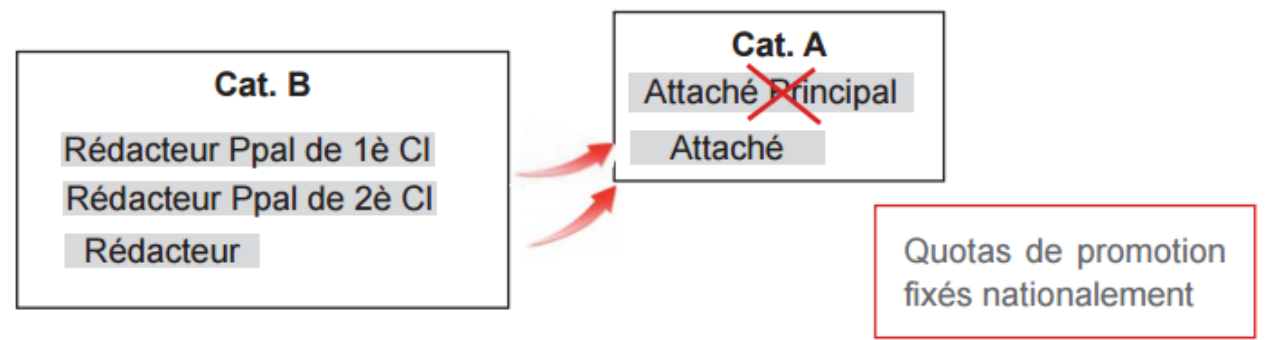 Cat. B
Rédacteur Ppal de 1è Cl
Rédacteur Ppal de 2è Cl
Rédacteur
Cat. A
Attaché Principal
Attaché
Quotas de promotion
fixés nationalement